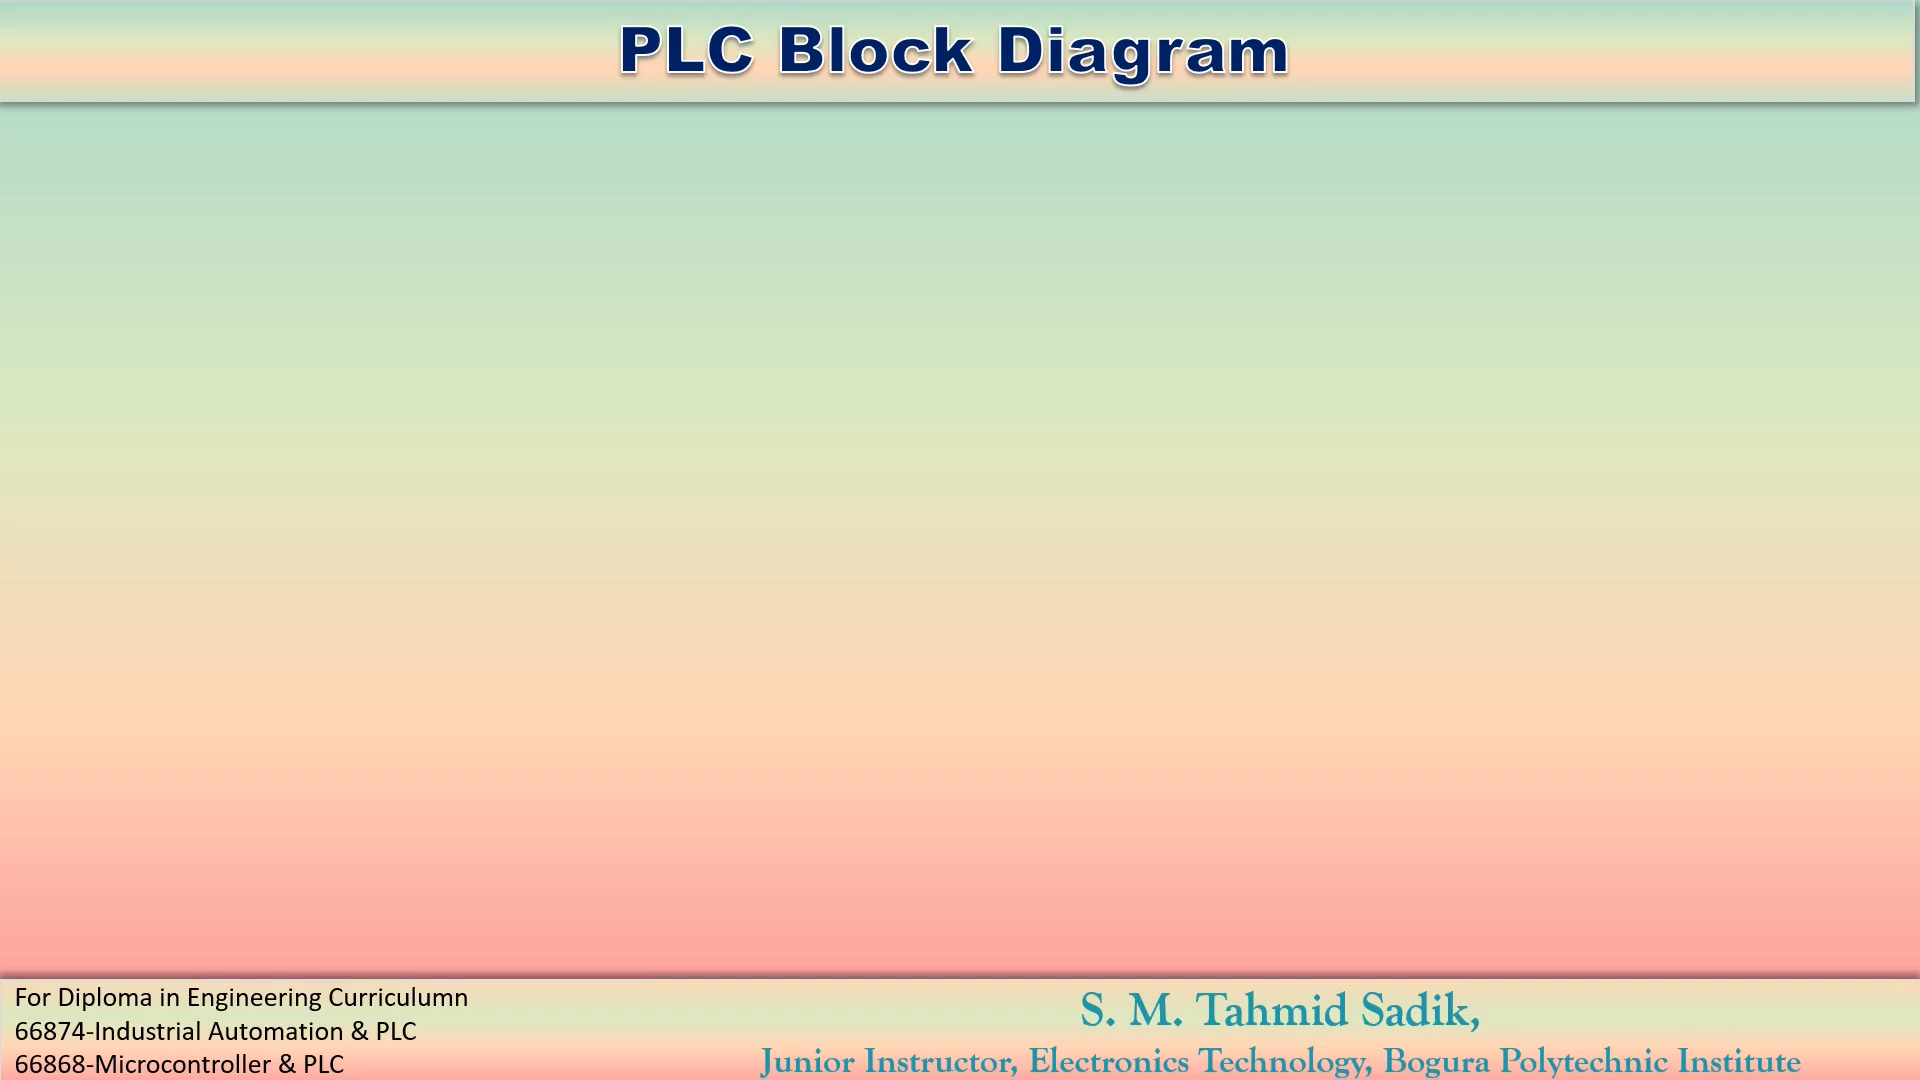 PLC Block Diagram
For Diploma in Engineering Curriculumn
66874-Industrial Automation & PLC
66868-Microcontroller & PLC
S. M. Tahmid Sadik,
Junior Instructor, Electronics Technology, Bogura Polytechnic Institute